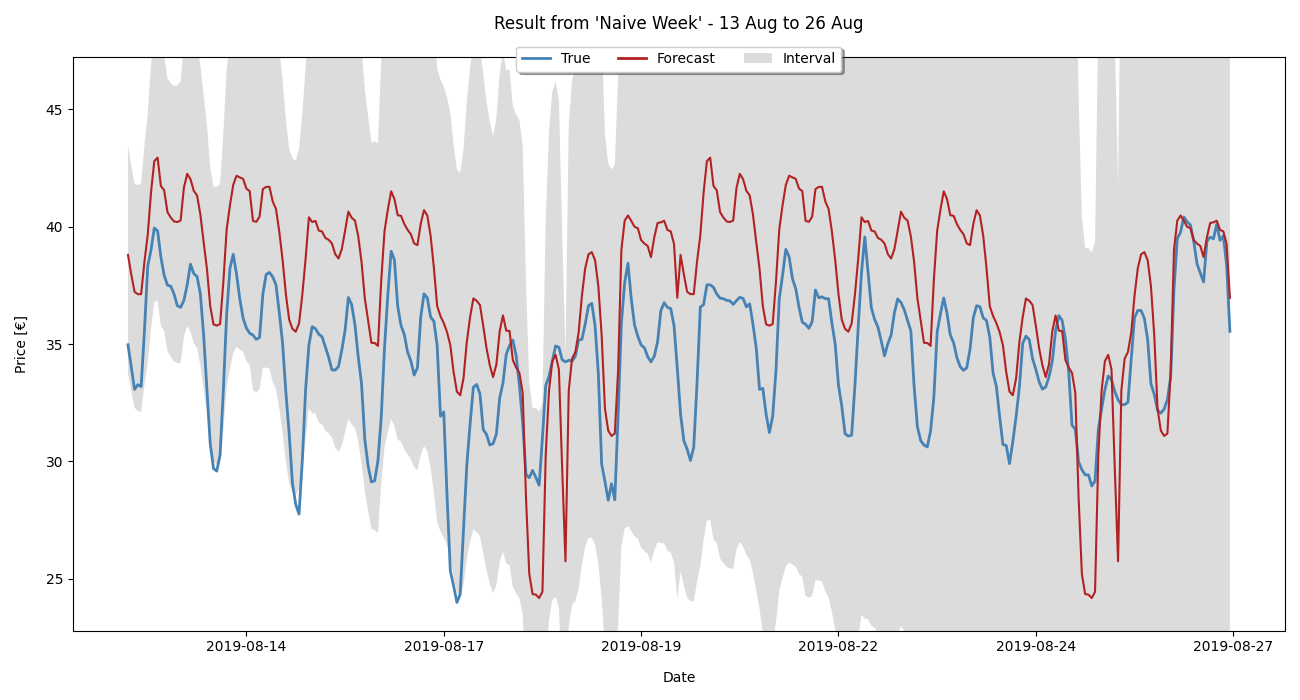 Result from 'Naive Week' - 13 Aug to 26 Aug
True Forecast Interval
45
40
35
30
25
Price [€]
2019-08-14 2019-08-17 2019-08-19 2019-08-22 2019-08-24 2019-08-27
Date